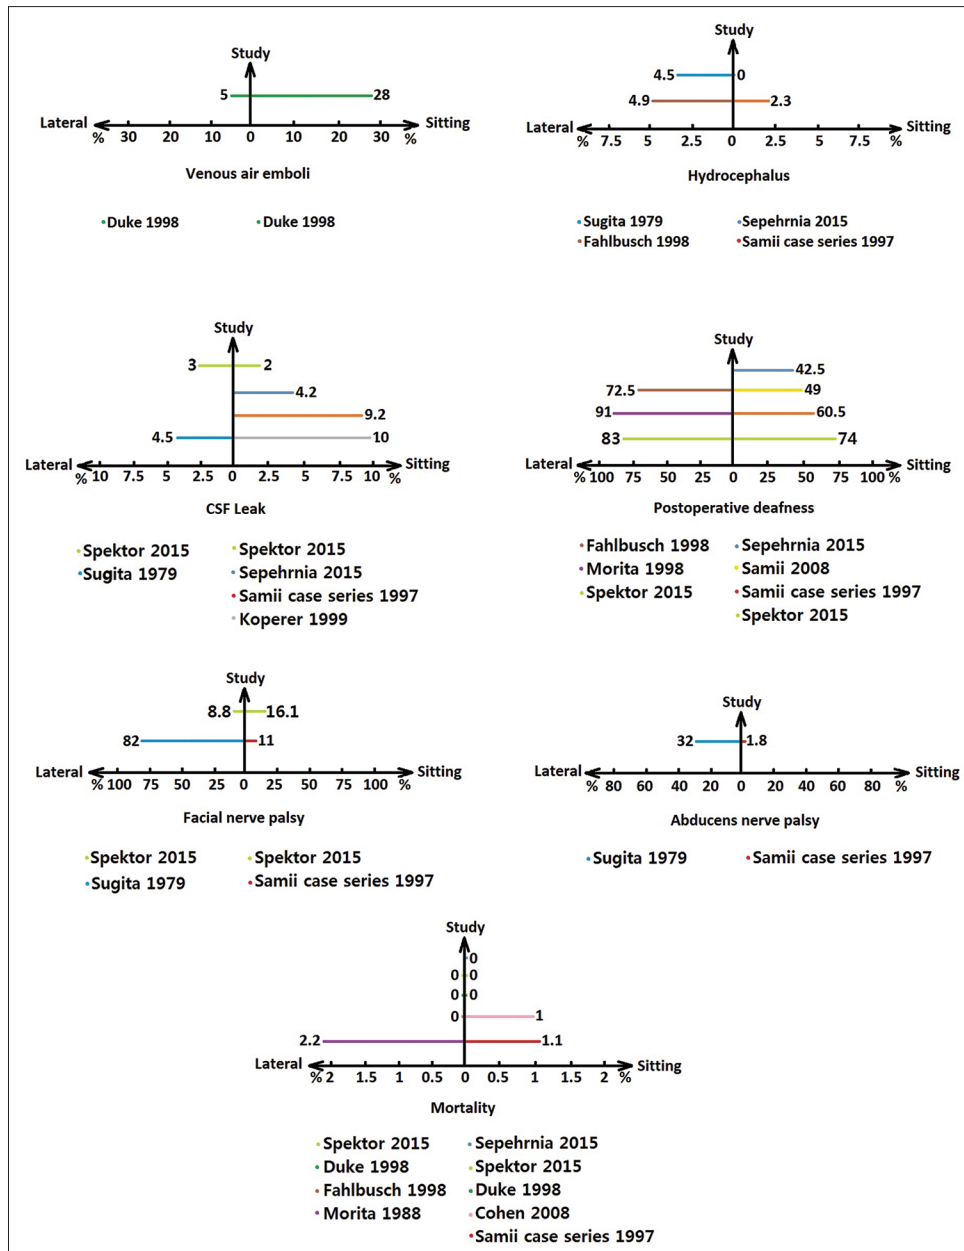 Study
5 28
Lateral Sitting
% 30 20 10 0 10 20 30 %
Venous air emboli
Duke 1998 Duke 1998
Study
4.5 0
4.9 2.3
Lateral Sitting
% 7.5 5 2.5 0 2.5 5 7.5 %
Hydrocephalus
Sugita 1979 Sepehrnia 2015
Fahlbusch 1998 Samii case series 1997
Study
3 2
4.2
9.2
4.5 10
Lateral Sitting
% 10 7.5 5 2.5 0 2.5 5 7.5 10 %
CSF Leak
Spektor 2015 Spektor 2015
Sugita 1979 Sepehrnia 2015
Samii case series 1997
Koperer 1999
Study
42.5
72.5 49
91 60.5
83 74
Lateral Sitting
% 100 75 50 25 0 25 50 75 100 %
Postoperative deafness
Fahlbusch 1998 Sepehrnia 2015
Morita 1998 Samii 2008
Spektor 2015 Samii case series 1997
Spektor 2015
Study
8.8 16.1
82 11
Lateral Sitting
% 100 75 50 25 0 25 5 75 100 %
Facial nerve palsy
Spektor 2015 Spektor 2015
Sugita 1979 Samii case series 1997
Study
32 1.8
Lateral Sitting
% 80 60 40 20 0 20 40 60 80 %
Abducens nerve palsy
Sugita 1979 Samii case series 1997
Study
0
0 0
0 0
0 1
2.2 1.1
Lateral Sitting
% 2 1.5 1 0.5 0 0.5 1 1.5 2 %
Mortality
Spektor 2015 Sepehrnia 2015
Duke 1998 Spektor 2015
Fahlbusch 1998 Duke 1998
Morita 1988 Cohen 2008
Samii case series 1997